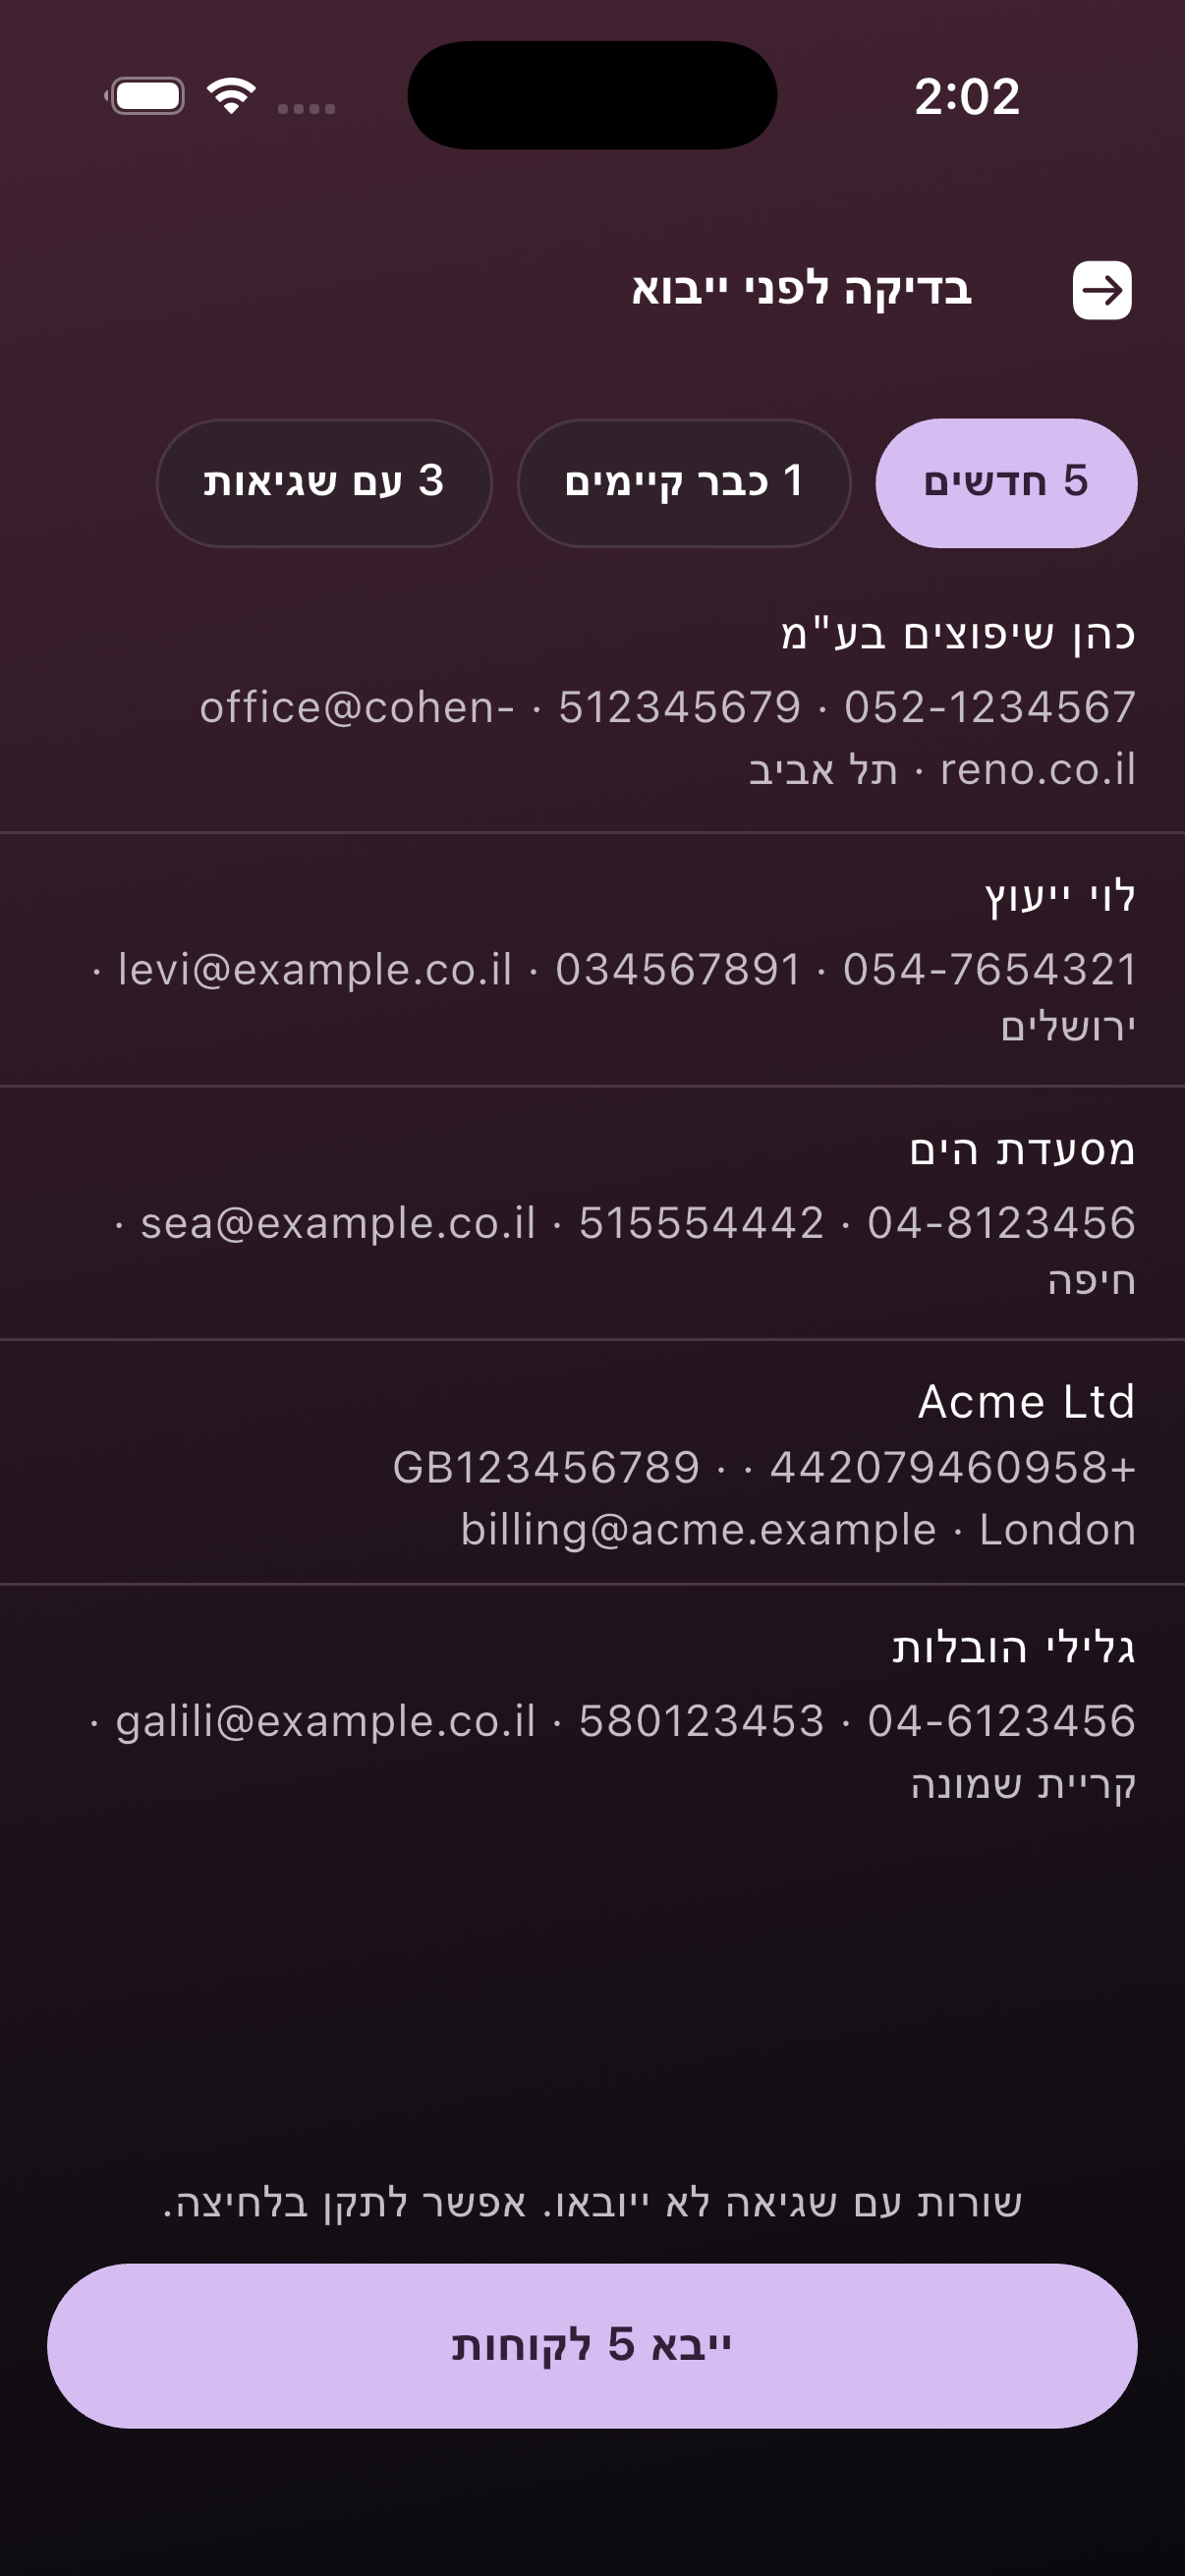 2:02
בדיקה לפני ייבוא
5 חדשים
1 כבר קיימים
3 עם שגיאות
כהן שיפוצים בע"מ
052-1234567 · 512345679 · office@cohen-
reno.co.il · תל אביב
לוי ייעוץ
054-7654321 · 034567891 · levi@example.co.il ·
ירושלים
מסעדת הים
04-8123456 · 515554442 · sea@example.co.il ·
חיפה
Acme Ltd
+442079460958 · · GB123456789
billing@acme.example · London
גלילי הובלות
04-6123456 · 580123453 · galili@example.co.il ·
קריית שמונה
שורות עם שגיאה לא ייובאו. אפשר לתקן בלחיצה.
ייבא 5 לקוחות